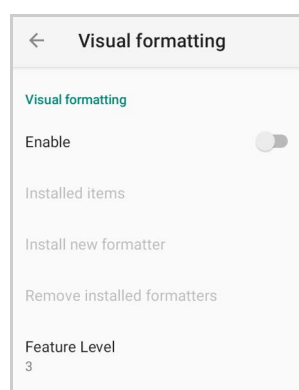 Visual formatting
Visual formatting
Enable
Installed items
Install new formatter
Remove installed formatters
Feature Level
3